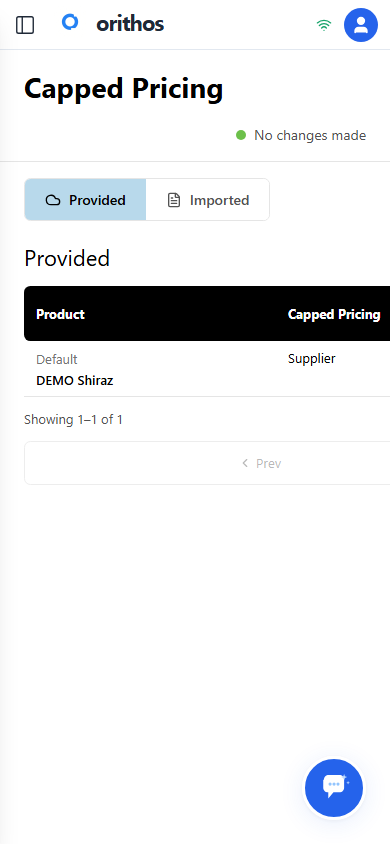 orithos
Capped Pricing
No changes made
Provided
Imported
Provided
Product
Capped Pricing
Default
Supplier
DEMO Shiraz
Showing 1–1 of 1
Prev